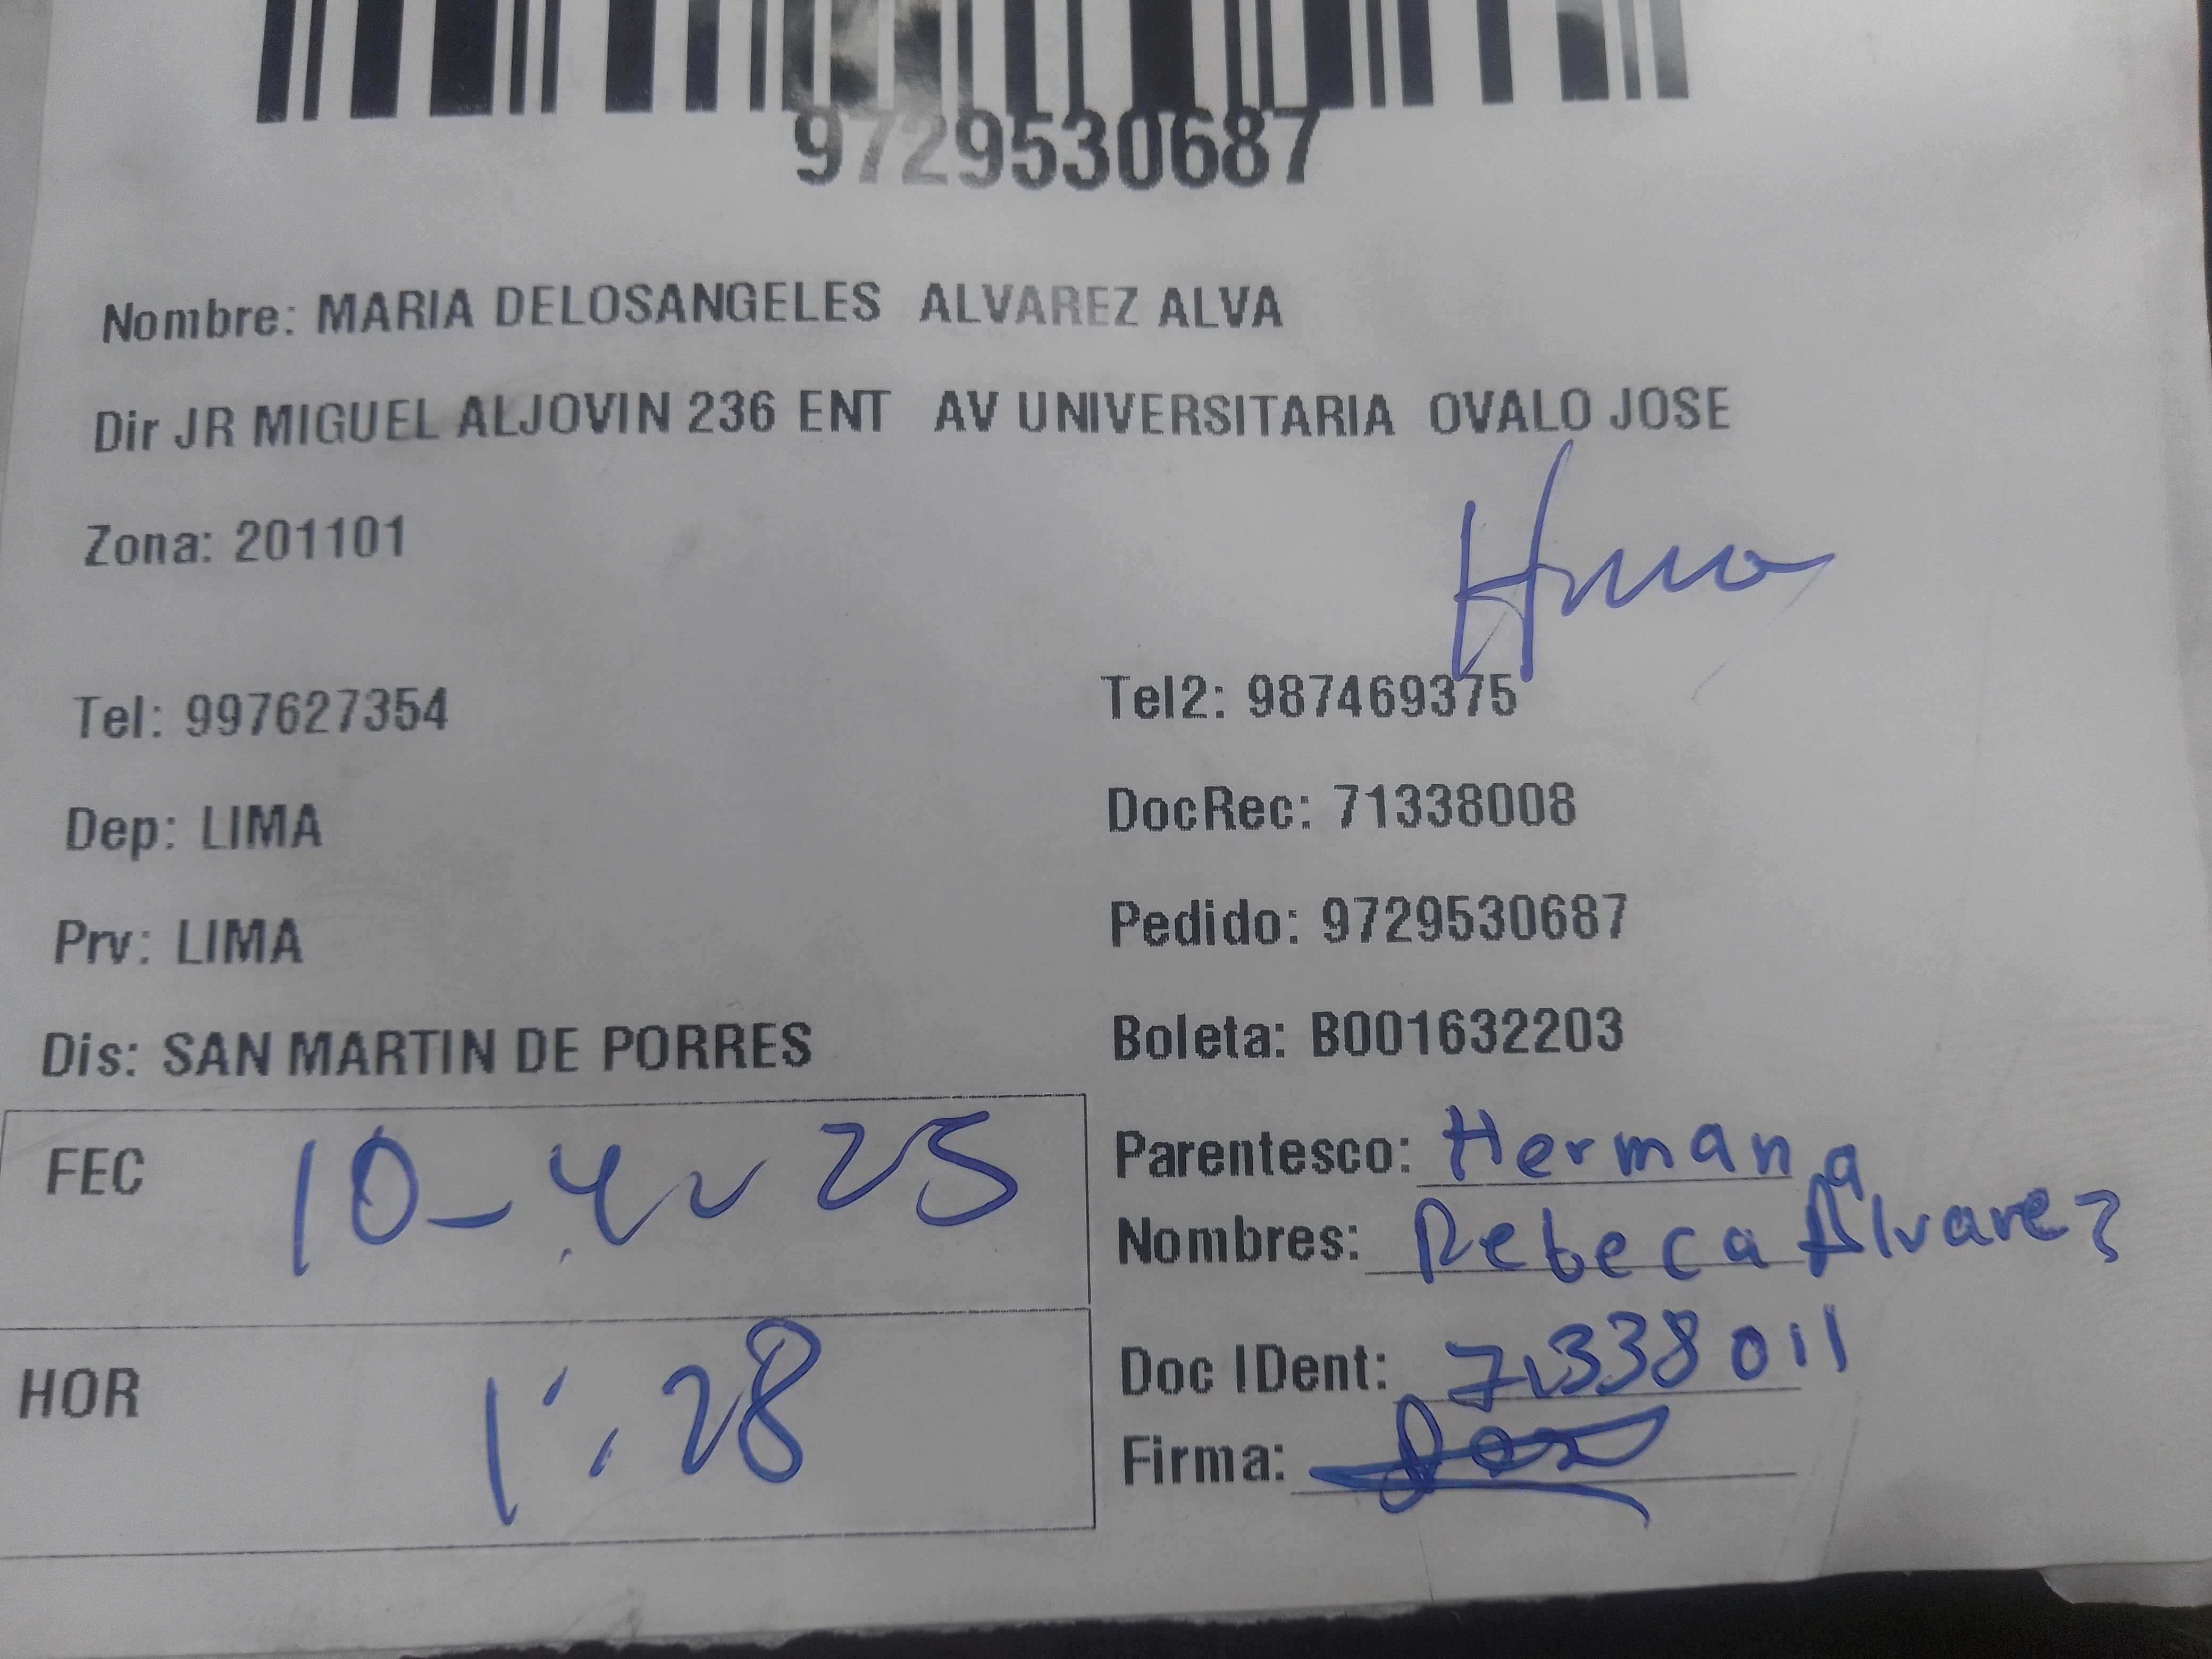 9729530687
Nombre: MARIA DELOSANGELES ALVAREZ ALVA
Dir JR MIGUEL ALJOVIN 236 ENT AV UNIVERSITARIA OVALO JOSE
Zona: 201101
Tel: 997627354
Tel2: 987469375
Dep: LIMA
DocRec: 71338008
Prv: LIMA
Pedido: 9729530687
Dis: SAN MARTIN DE PORRES
Boleta: B001632203
FEC 10-4-25
Parentesco: Hermana
Nombres: Rebeca Alvarez
HOR 1:28
Doc IDent: 71338011
Firma: